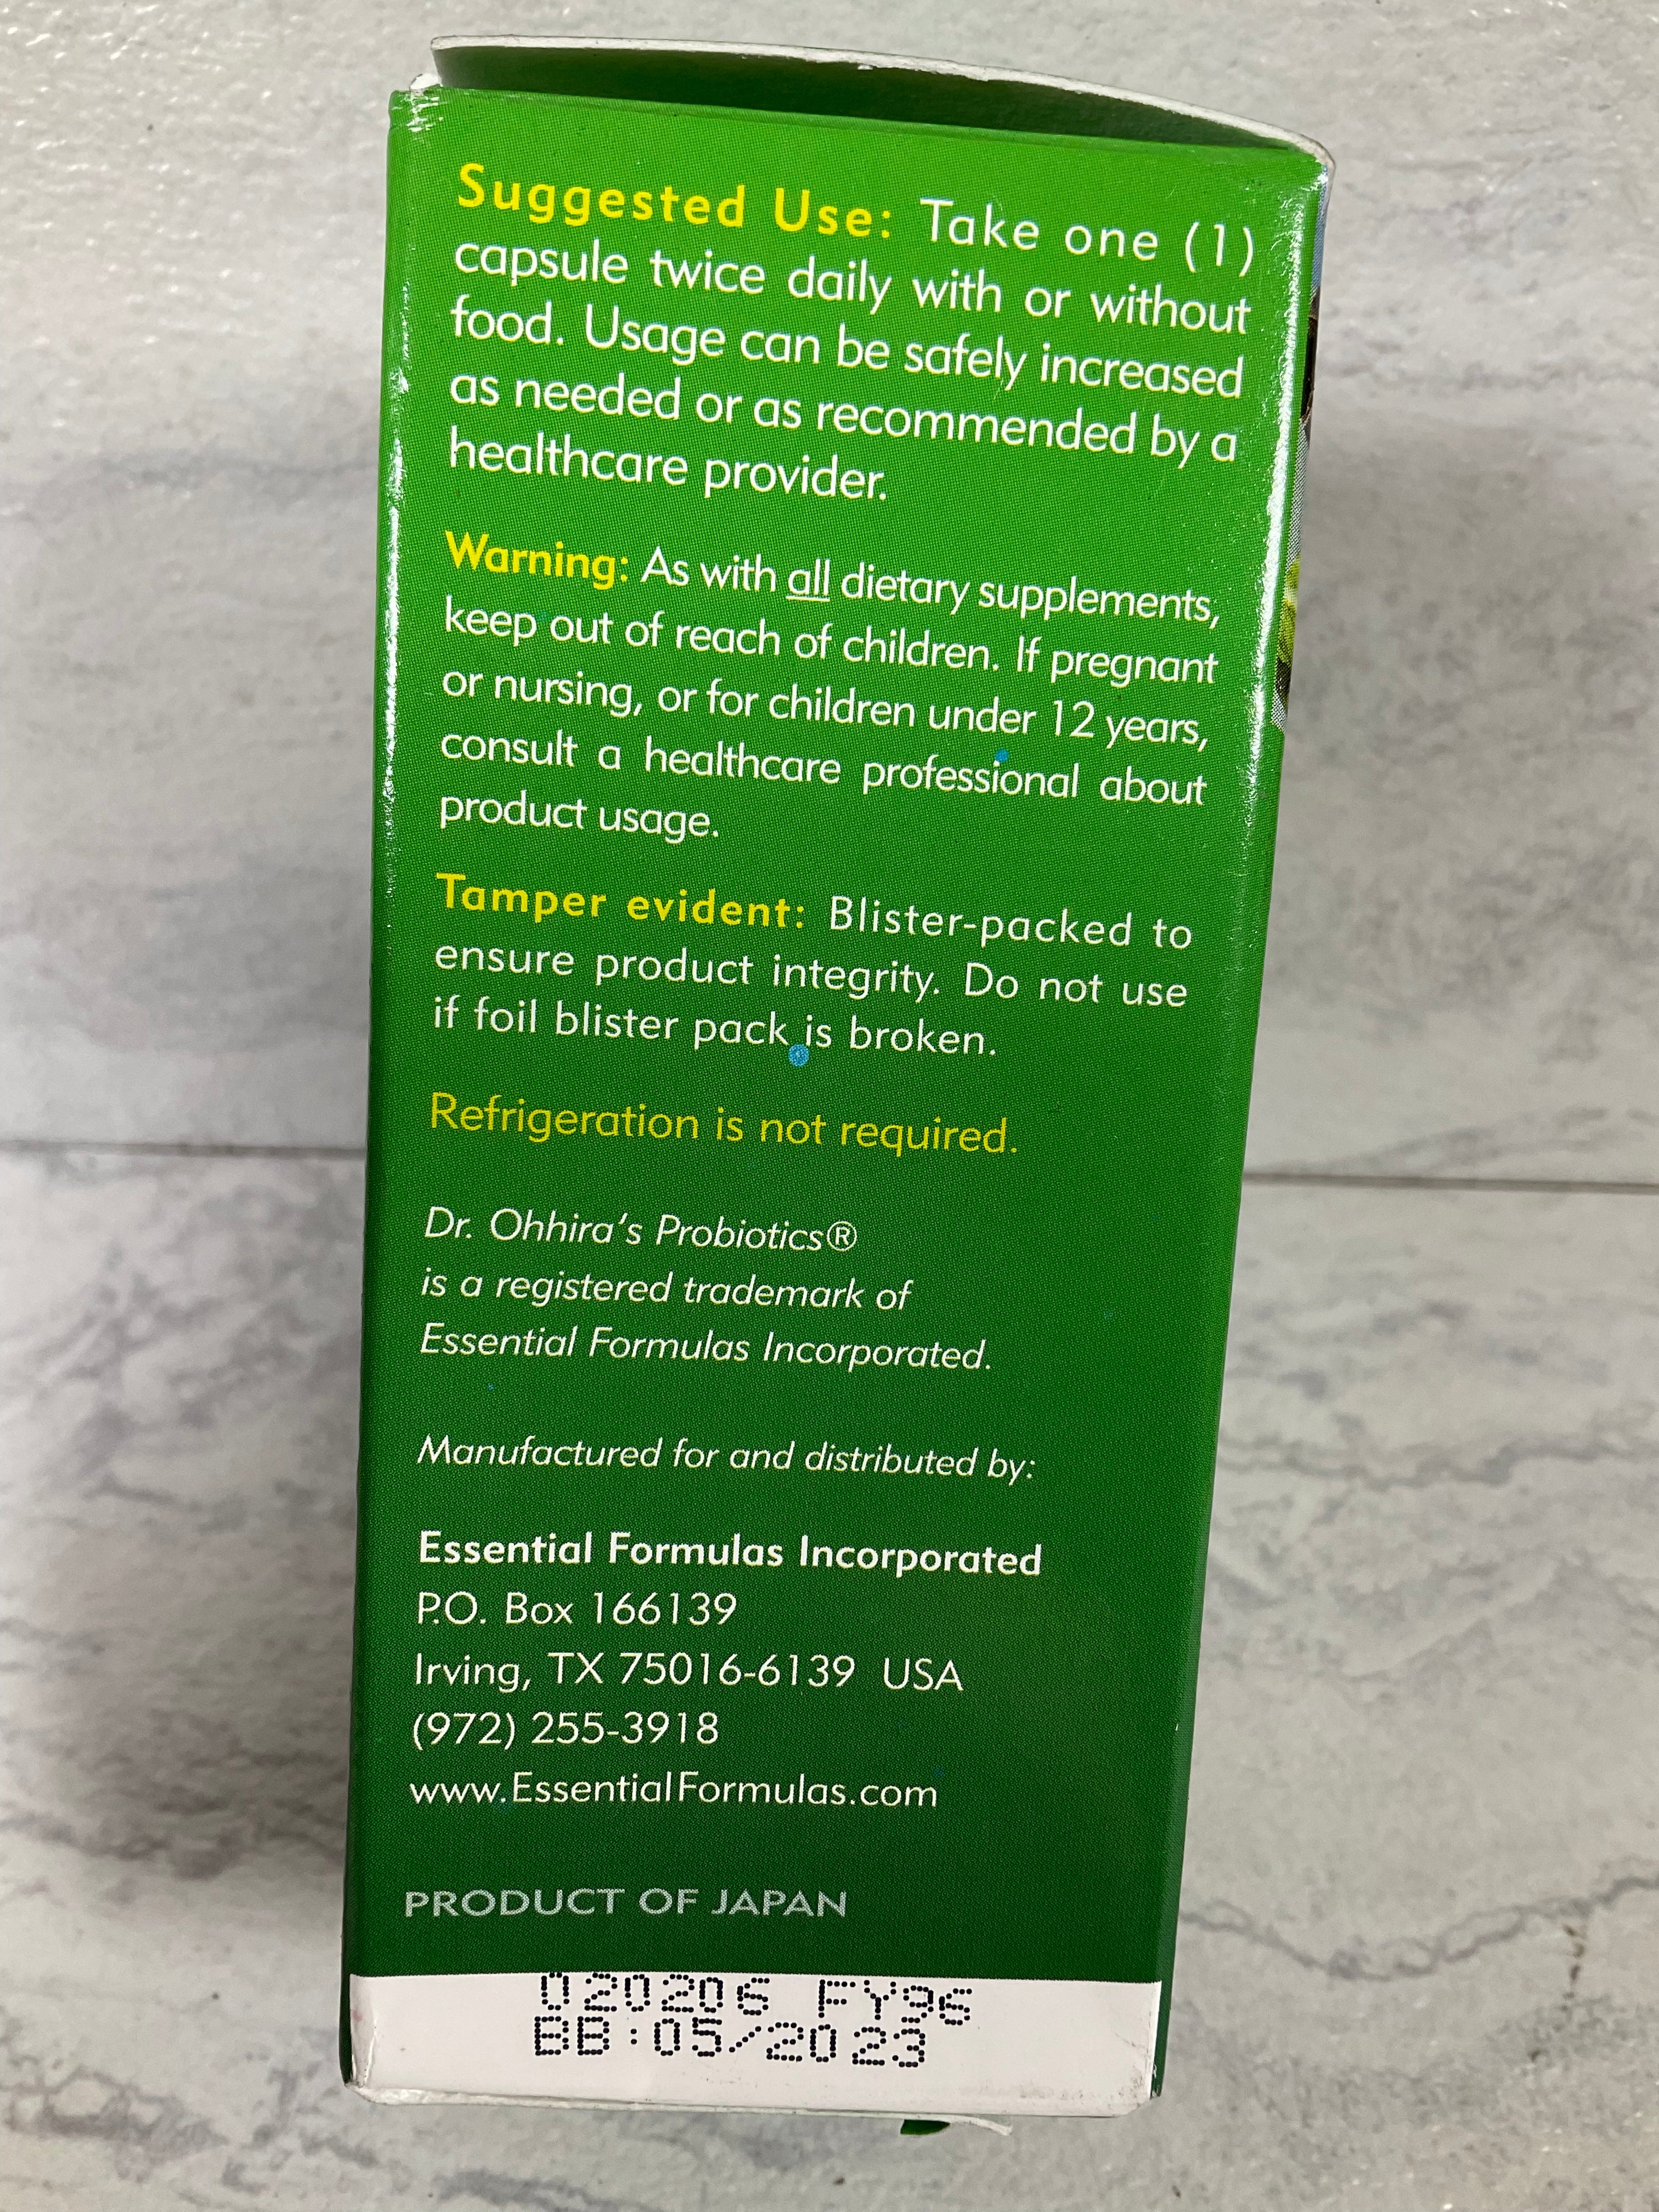 Suggested Use: Take one (1)
capsule twice daily with or without
food. Usage can be safely increased
as needed or as recommended by a
healthcare provider.
Warning: As with all dietary supplements,
keep out of reach of children. If pregnant
or nursing, or for children under 12 years,
consult a healthcare professional about
product usage.
Tamper evident: Blister-packed to
ensure product integrity. Do not use
if foil blister pack is broken.
Refrigeration is not required.
Dr. Ohhira's Probiotics®
is a registered trademark of
Essential Formulas Incorporated.
Manufactured for and distributed by:
Essential Formulas Incorporated
P.O. Box 166139
Irving, TX 75016-6139 USA
(972) 255-3918
www.EssentialFormulas.com
PRODUCT OF JAPAN
020206 FY96
BB:05/2023